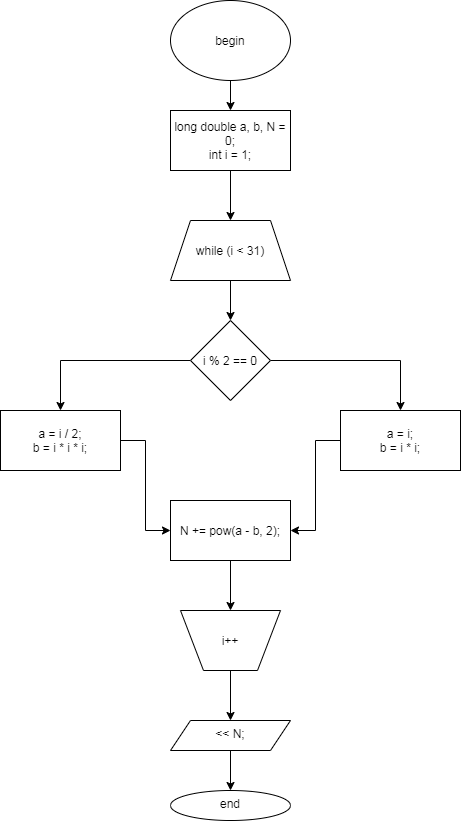 begin
long double a, b, N =
0;
int i = 1;
while (i < 31)
i % 2 == 0
a = i / 2;
b = i * i * i;
a = i;
b = i * i;
N += pow(a - b, 2);
i++
<< N;
end